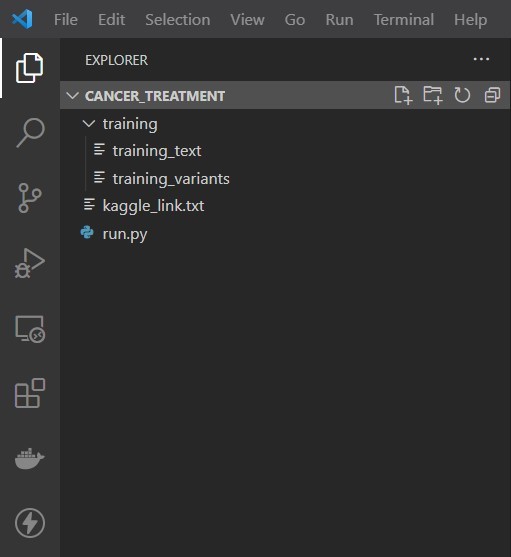 File Edit Selection View Go Run Terminal Help
EXPLORER
CANCER_TREATMENT
training
training_text
training_variants
kaggle_link.txt
run.py